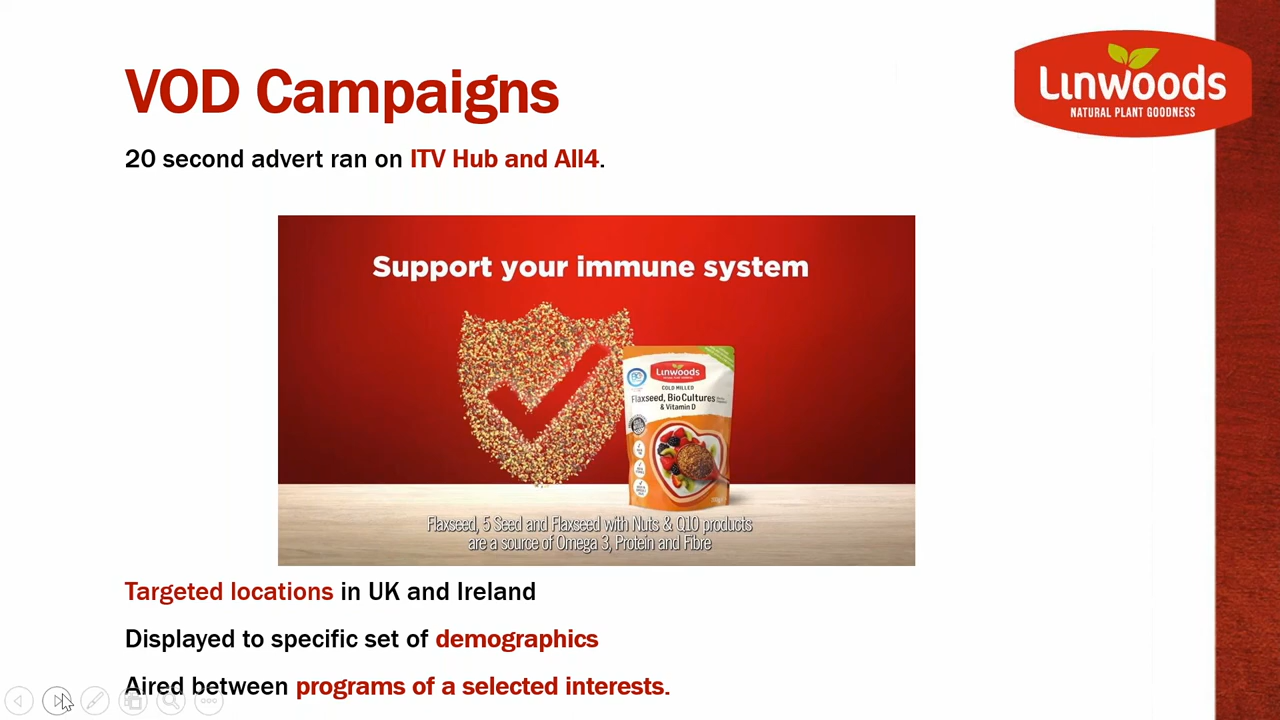 VOD Campaigns
Linwoods
NATURAL PLANT GOODNESS
20 second advert ran on ITV Hub and All4.
Support your immune system
Linwoods
COLD MILLED
Flaxseed, BioCultures
& Vitamin D
Flaxseed, 5 Seed and Flaxseed with Nuts & Q10 products
are a source of Omega 3, Protein and Fibre
Targeted locations in UK and Ireland
Displayed to specific set of demographics
Aired between programs of a selected interests.